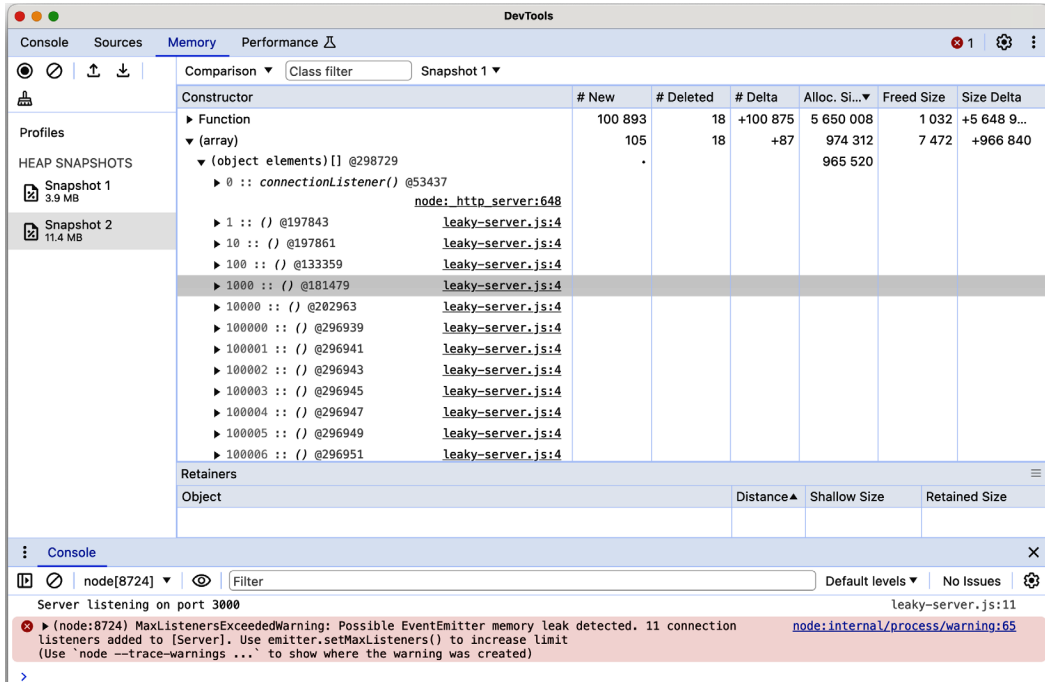 DevTools
Console Sources Memory Performance 1
Comparison ▼ Class filter Snapshot 1 ▼
Profiles
HEAP SNAPSHOTS
Snapshot 1
3.9 MB
Snapshot 2
11.4 MB
Constructor # New # Deleted # Delta Alloc. Si...▼ Freed Size Size Delta
▶ Function 100 893 18 +100 875 5 650 008 1 032 +5 648 9...
▼ (array) 105 18 +87 974 312 7 472 +966 840
▼ (object elements)[] @298729 · 965 520
▶ 0 :: connectionListener() @53437
node:_http_server:648
▶ 1 :: () @197843 leaky-server.js:4
▶ 10 :: () @197861 leaky-server.js:4
▶ 100 :: () @133359 leaky-server.js:4
▶ 1000 :: () @181479 leaky-server.js:4
▶ 10000 :: () @202963 leaky-server.js:4
▶ 100000 :: () @296939 leaky-server.js:4
▶ 100001 :: () @296941 leaky-server.js:4
▶ 100002 :: () @296943 leaky-server.js:4
▶ 100003 :: () @296945 leaky-server.js:4
▶ 100004 :: () @296947 leaky-server.js:4
▶ 100005 :: () @296949 leaky-server.js:4
▶ 100006 :: () @296951 leaky-server.js:4
Retainers
Object Distance▲ Shallow Size Retained Size
Console
node[8724] ▼ Filter Default levels ▼ No Issues
Server listening on port 3000 leaky-server.js:11
▶ (node:8724) MaxListenersExceededWarning: Possible EventEmitter memory leak detected. 11 connection node:internal/process/warning:65
listeners added to [Server]. Use emitter.setMaxListeners() to increase limit
(Use `node --trace-warnings ...` to show where the warning was created)
>